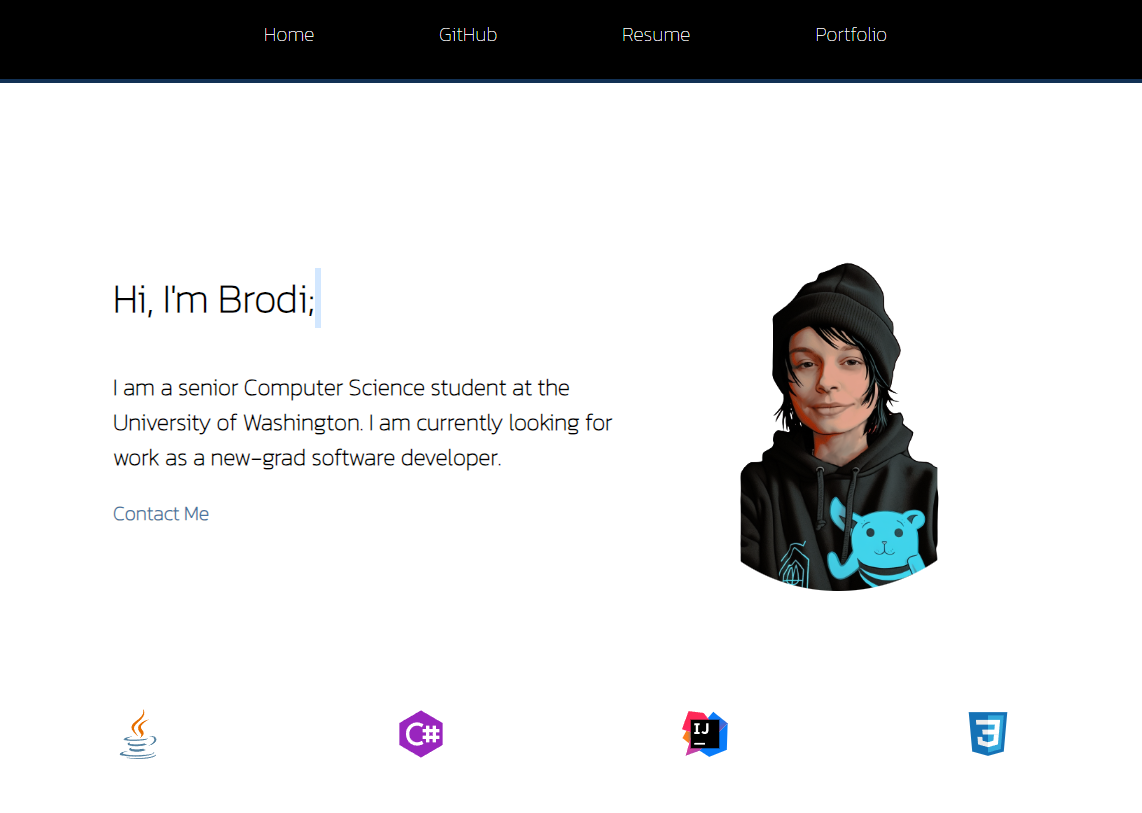 Home GitHub Resume Portfolio
Hi, I'm Brodi;
I am a senior Computer Science student at the
University of Washington. I am currently looking for
work as a new-grad software developer.
Contact Me
C# IJ 3